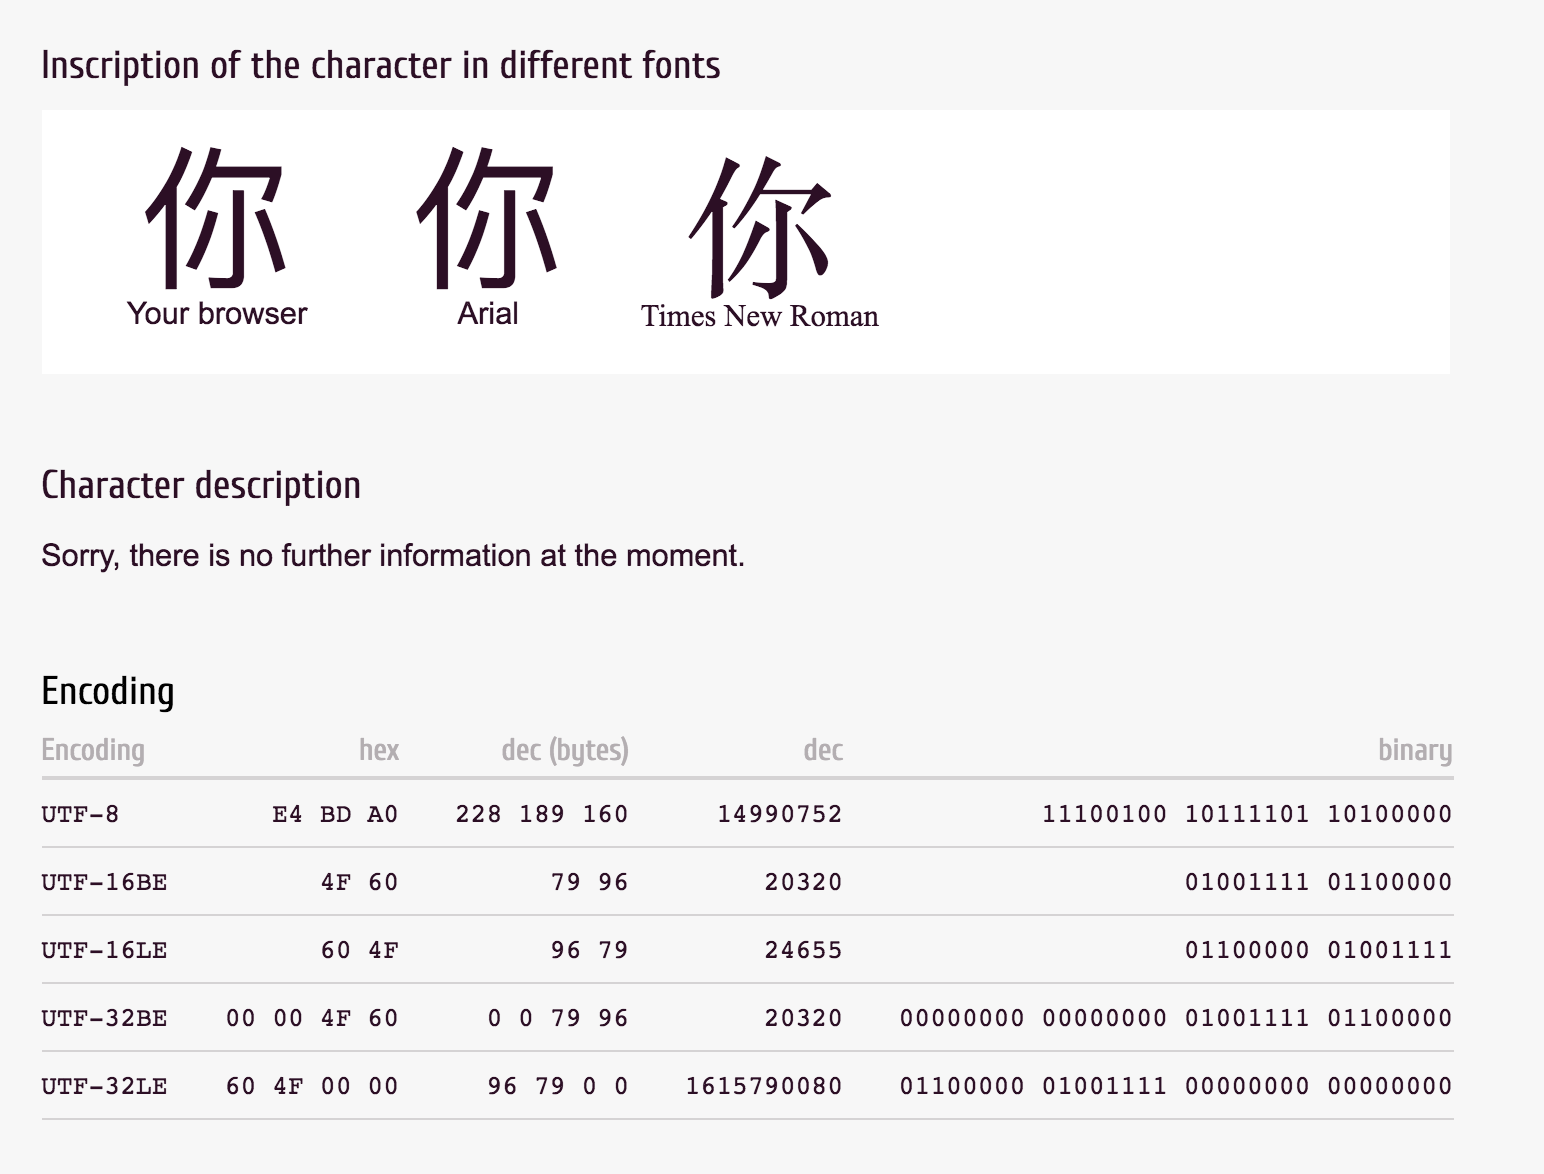 Inscription of the character in different fonts
你 你 你
Your browser Arial Times New Roman
Character description
Sorry, there is no further information at the moment.
Encoding
Encoding hex dec (bytes) dec binary
UTF-8 E4 BD A0 228 189 160 14990752 11100100 10111101 10100000
UTF-16BE 4F 60 79 96 20320 01001111 01100000
UTF-16LE 60 4F 96 79 24655 01100000 01001111
UTF-32BE 00 00 4F 60 0 0 79 96 20320 00000000 00000000 01001111 01100000
UTF-32LE 60 4F 00 00 96 79 0 0 1615790080 01100000 01001111 00000000 00000000